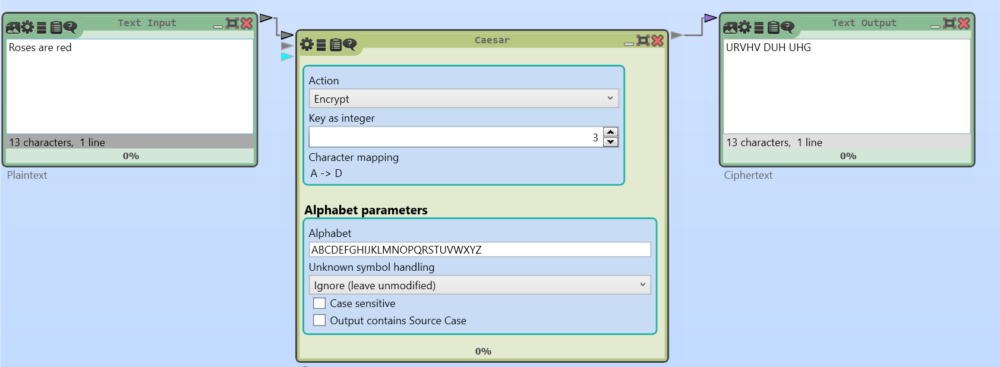 Text Input
Roses are red
13 characters, 1 line
0%
Plaintext
Caesar
Action
Encrypt
Key as integer
3
Character mapping
A -> D
Alphabet parameters
Alphabet
ABCDEFGHIJKLMNOPQRSTUVWXYZ
Unknown symbol handling
Ignore (leave unmodified)
Case sensitive
Output contains Source Case
0%
Text Output
URVHV DUH UHG
13 characters, 1 line
0%
Ciphertext